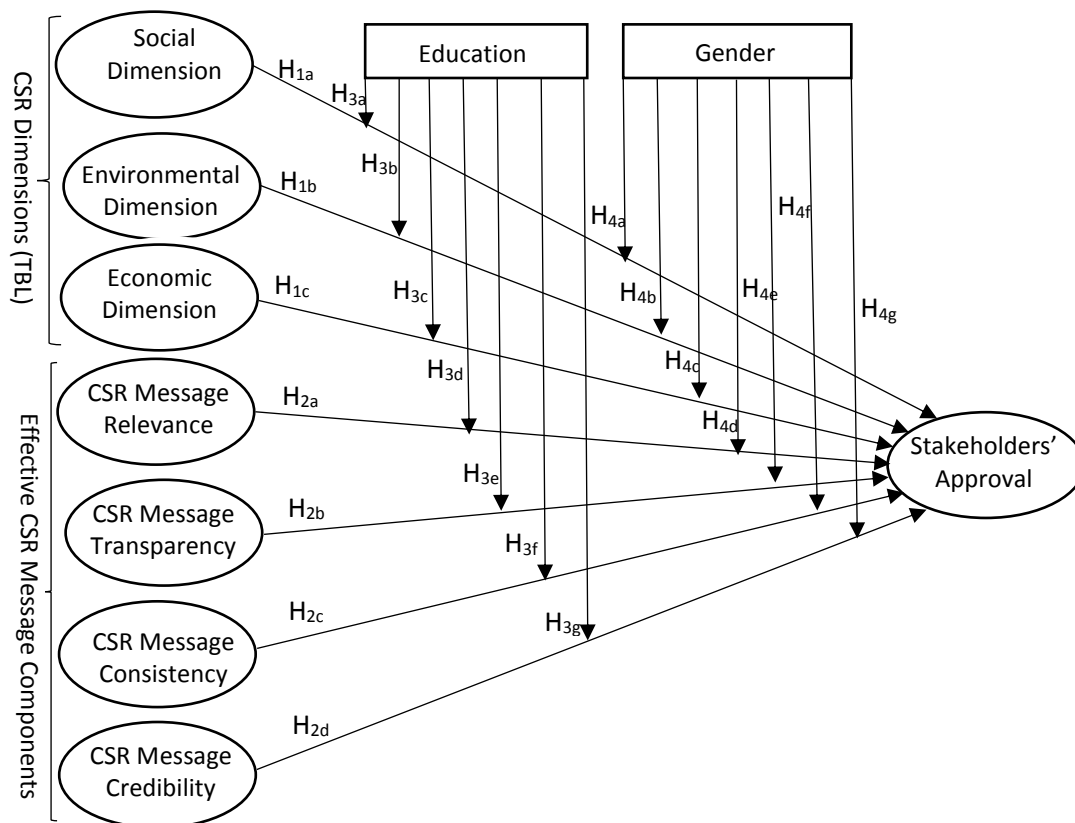 CSR Dimensions (TBL)
Social
Dimension
Environmental
Dimension
Economic
Dimension
Effective CSR Message Components
CSR Message
Relevance
CSR Message
Transparency
CSR Message
Consistency
CSR Message
Credibility
Education
Gender
H1a
H3a
H3b
H1b
H4a
H4f
H1c
H3c
H4b
H4e
H4g
H3d
H4c
H2a
H4d
H3e
H2b
H3f
H2c
H3g
H2d
Stakeholders’
Approval